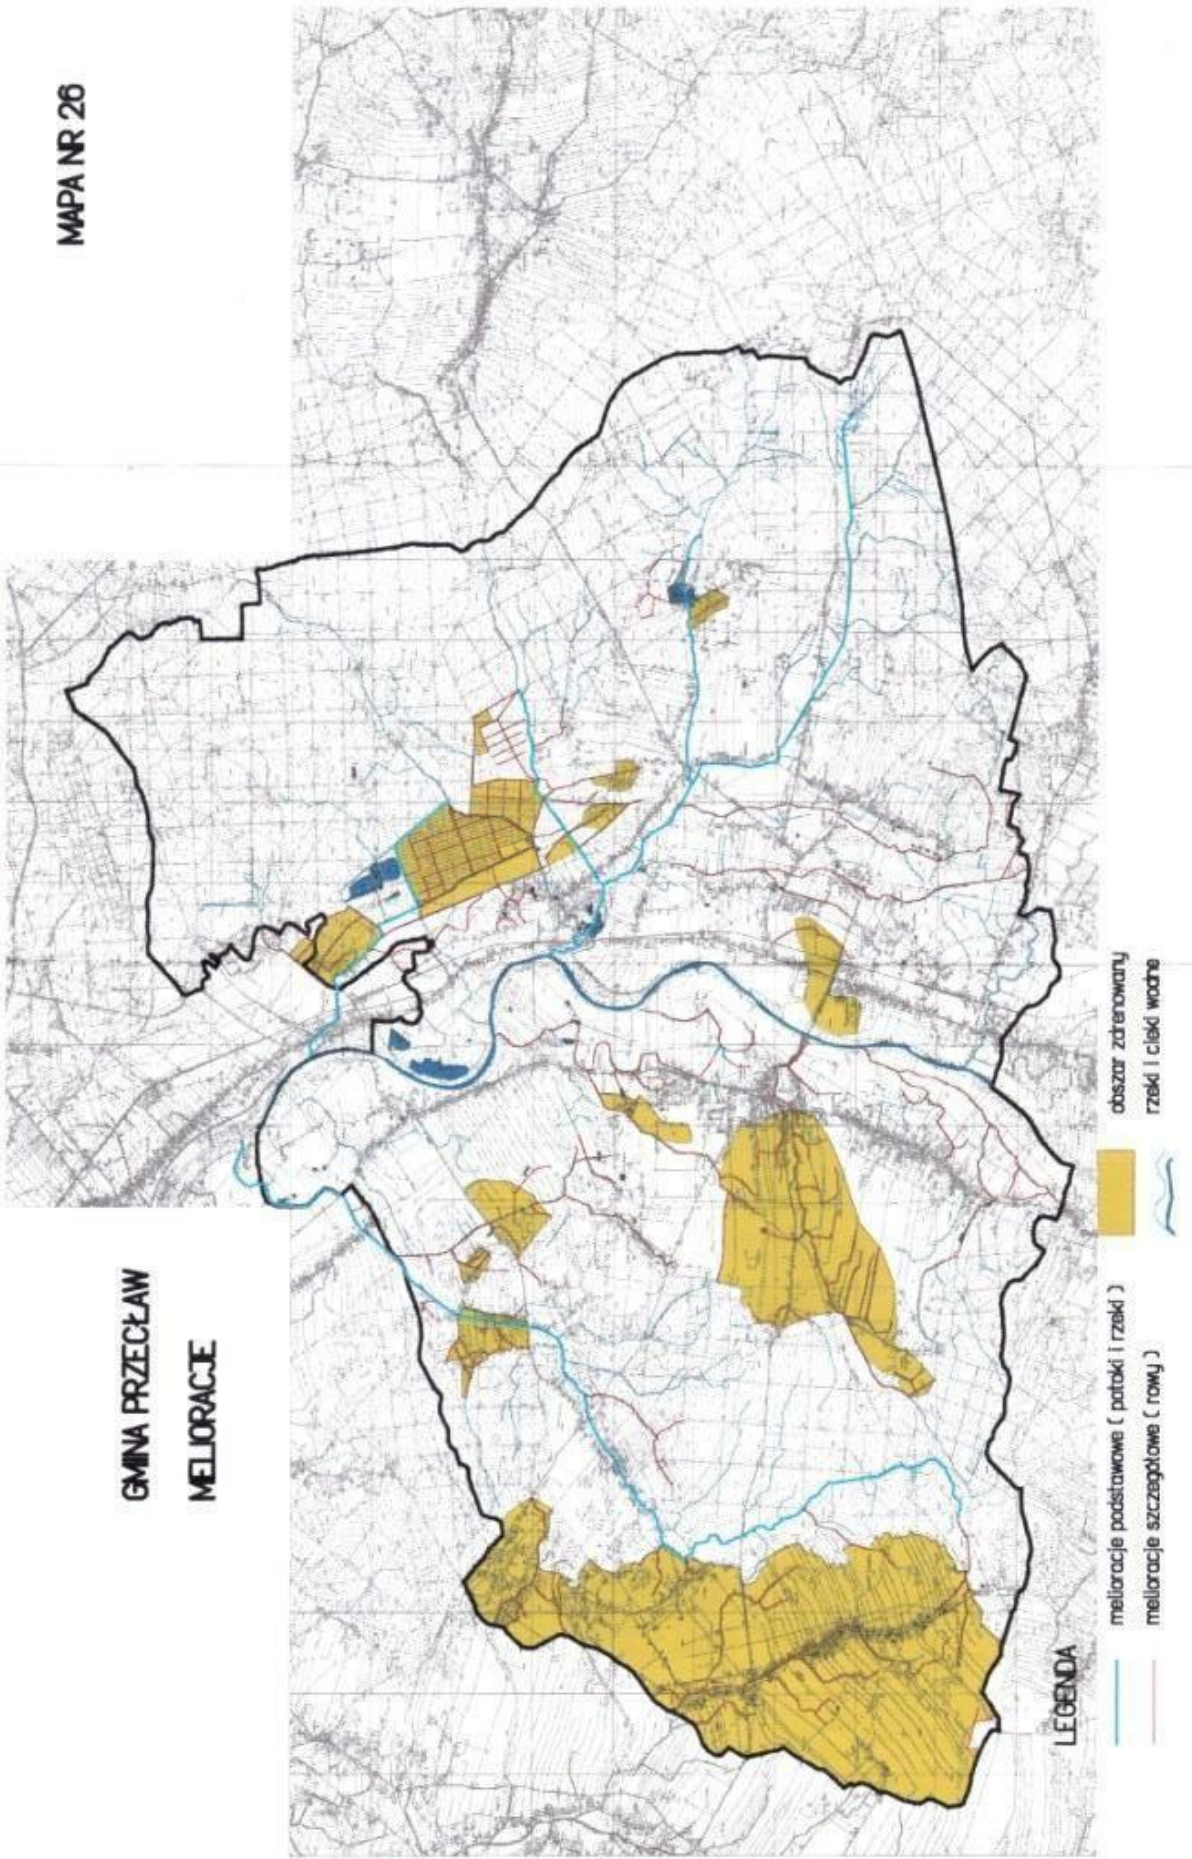 MAPA NR 26
GMINA PRZECŁAW
MELIORACJE
LEGENDA
melioracje podstawowe ( potoki i rzeki )
melioracje szczegółowe ( rowy )
obszar zdrenowany
rzeki i cieki wodne